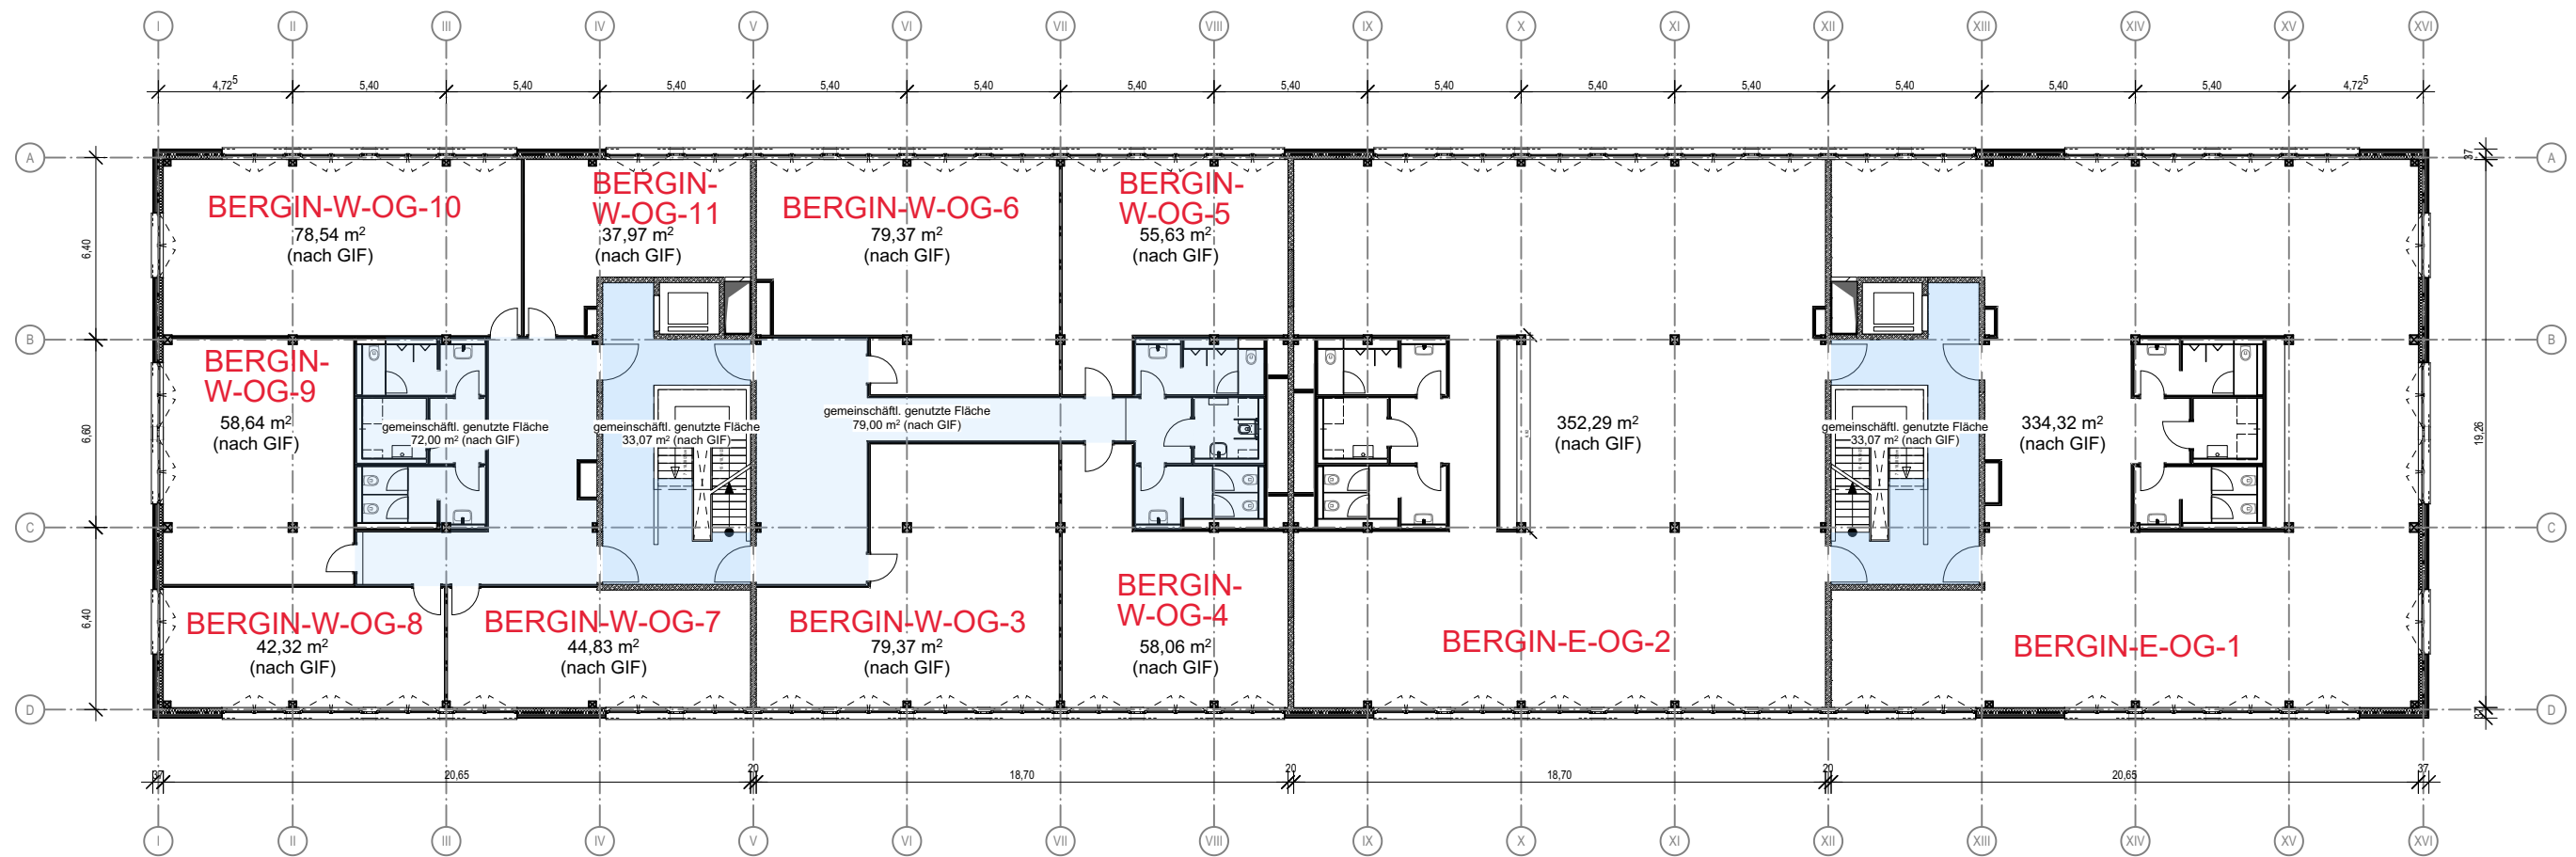 I II III IV V VI VII VIII IX X XI XII XIII XIV XV XVI
4,72⁵ 5,40 5,40 5,40 5,40 5,40 5,40 5,40 5,40 5,40 5,40 5,40 5,40 5,40 4,72⁵
A A
37
BERGIN-W-OG-10
78,54 m²
(nach GIF)
BERGIN-
W-OG-11
37,97 m²
(nach GIF)
BERGIN-W-OG-6
79,37 m²
(nach GIF)
BERGIN-
W-OG-5
55,63 m²
(nach GIF)
6,40
B B
BERGIN-
W-OG-9
58,64 m²
(nach GIF)
gemeinschäftl. genutzte Fläche
72,00 m² (nach GIF)
gemeinschäftl. genutzte Fläche
33,07 m² (nach GIF)
gemeinschäftl. genutzte Fläche
79,00 m² (nach GIF)
352,29 m²
(nach GIF)
gemeinschäftl. genutzte Fläche
33,07 m² (nach GIF)
334,32 m²
(nach GIF)
6,60
19,26
C C
BERGIN-W-OG-8
42,32 m²
(nach GIF)
BERGIN-W-OG-7
44,83 m²
(nach GIF)
BERGIN-W-OG-3
79,37 m²
(nach GIF)
BERGIN-
W-OG-4
58,06 m²
(nach GIF)
BERGIN-E-OG-2
BERGIN-E-OG-1
6,40
D D
37
37 20,65 20 18,70 20 18,70 20 20,65 37
I II III IV V VI VII VIII IX X XI XII XIII XIV XV XVI